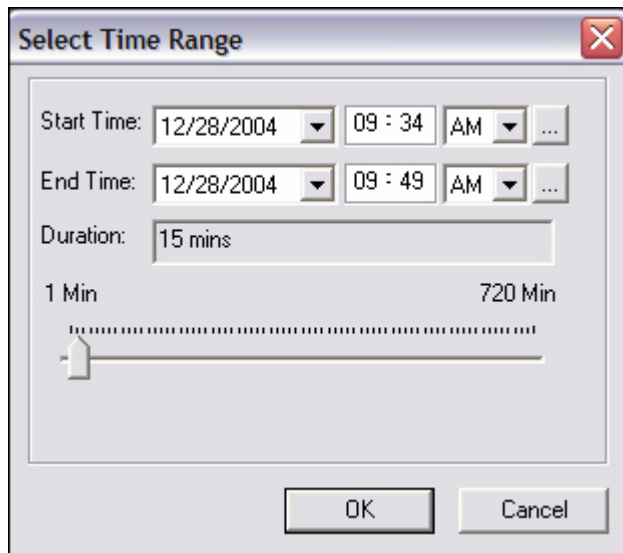 Select Time Range
Start Time: 12/28/2004 09 : 34 AM ...
End Time: 12/28/2004 09 : 49 AM ...
Duration: 15 mins
1 Min 720 Min
OK Cancel